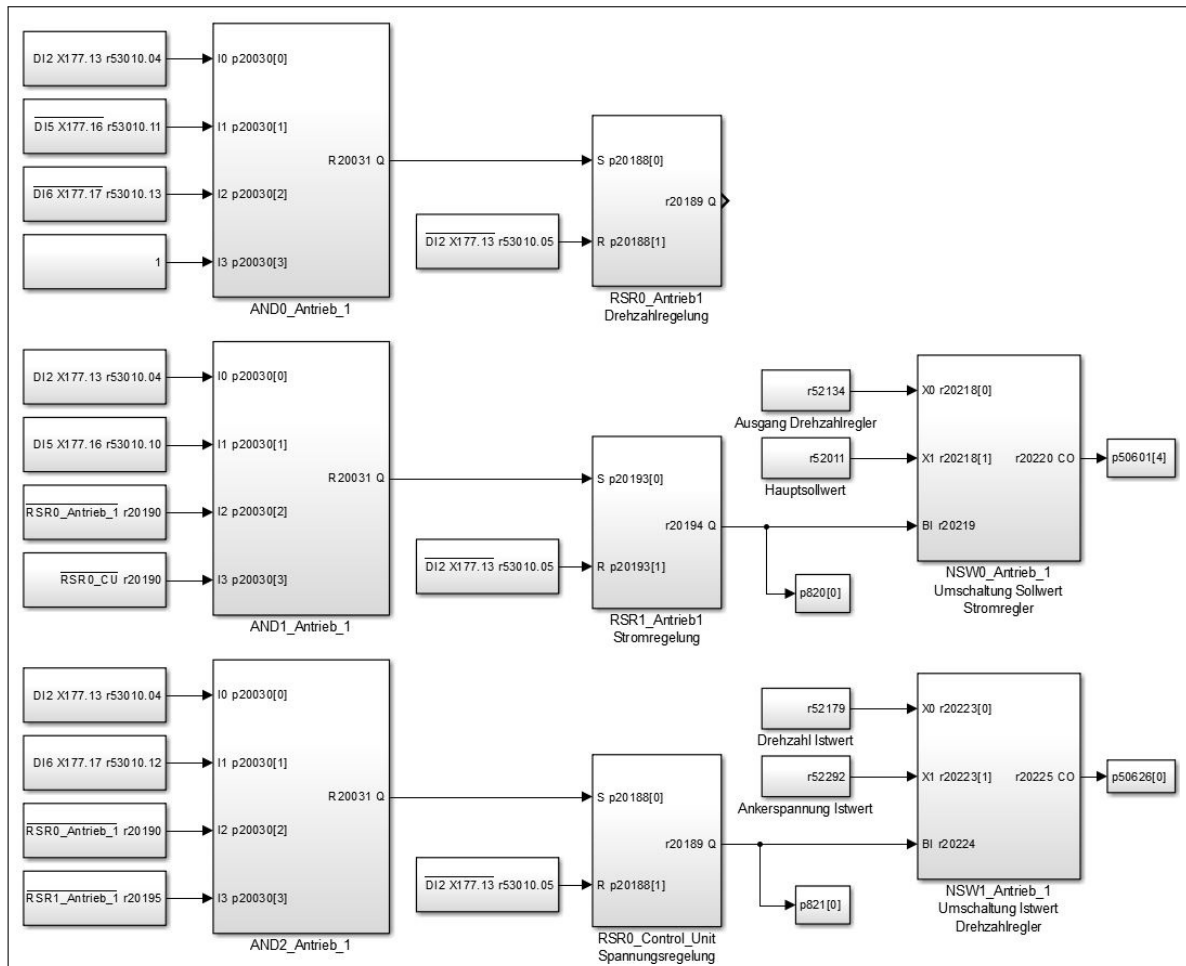 DI2 X177.13 r53010.04
DI5 X177.16 r53010.11
DI6 X177.17 r53010.13
1
I0 p20030[0]
I1 p20030[1]
I2 p20030[2]
I3 p20030[3]
R20031 Q
AND0_Antrieb_1
DI2 X177.13 r53010.05
S p20188[0]
r20189 Q
R p20188[1]
RSR0_Antrieb1
Drehzahlregelung
DI2 X177.13 r53010.04
DI5 X177.16 r53010.10
RSR0_Antrieb_1 r20190
RSR0_CU r20190
I0 p20030[0]
I1 p20030[1]
I2 p20030[2]
I3 p20030[3]
R20031 Q
AND1_Antrieb_1
DI2 X177.13 r53010.05
S p20193[0]
r20194 Q
R p20193[1]
RSR1_Antrieb1
Stromregelung
r52134
Ausgang Drehzahlregler
r52011
Hauptsollwert
p820[0]
X0 r20218[0]
X1 r20218[1]
r20220 CO
BI r20219
NSW0_Antrieb_1
Umschaltung Sollwert
Stromregler
p50601[4]
DI2 X177.13 r53010.04
DI6 X177.17 r53010.12
RSR0_Antrieb_1 r20190
RSR1_Antrieb_1 r20195
I0 p20030[0]
I1 p20030[1]
I2 p20030[2]
I3 p20030[3]
R20031 Q
AND2_Antrieb_1
DI2 X177.13 r53010.05
S p20188[0]
r20189 Q
R p20188[1]
RSR0_Control_Unit
Spannungsregelung
r52179
Drehzahl Istwert
r52292
Ankerspannung Istwert
p821[0]
X0 r20223[0]
X1 r20223[1]
r20225 CO
BI r20224
NSW1_Antrieb_1
Umschaltung Istwert
Drehzahlregler
p50626[0]